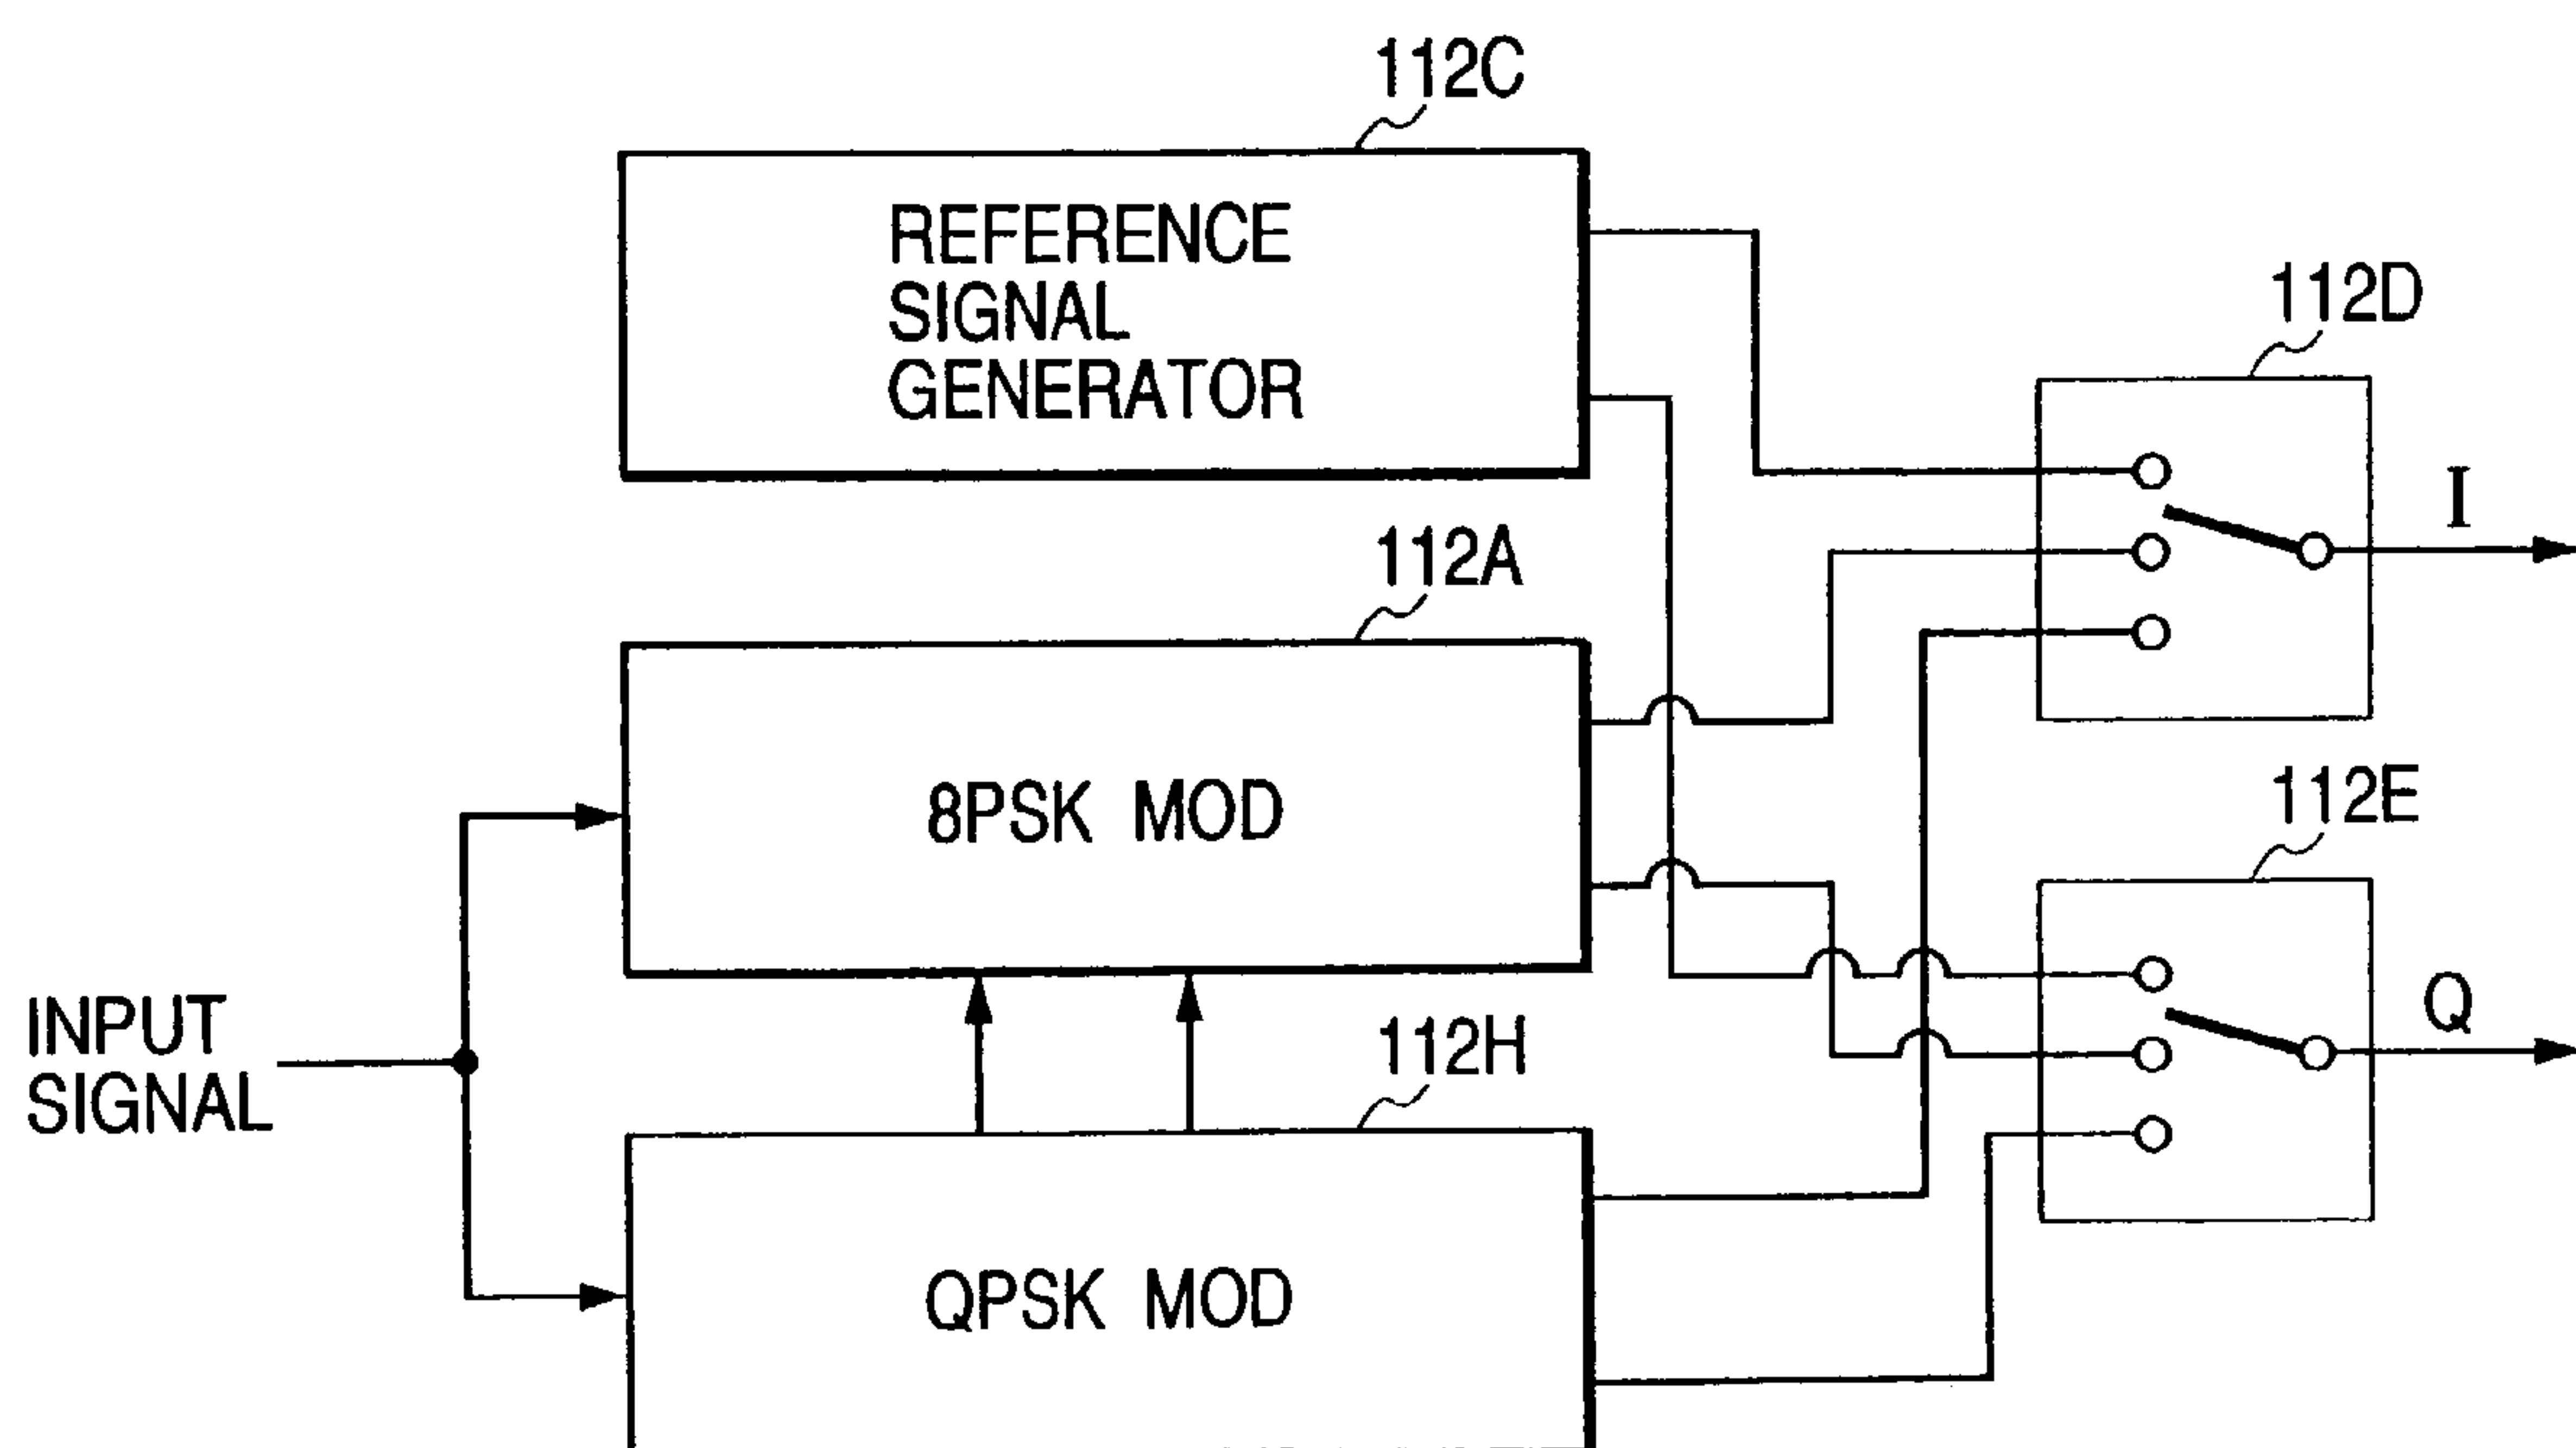 112C
REFERENCE
SIGNAL
GENERATOR
112D
I
112A
8PSK MOD
112E
Q
INPUT
SIGNAL
112H
QPSK MOD